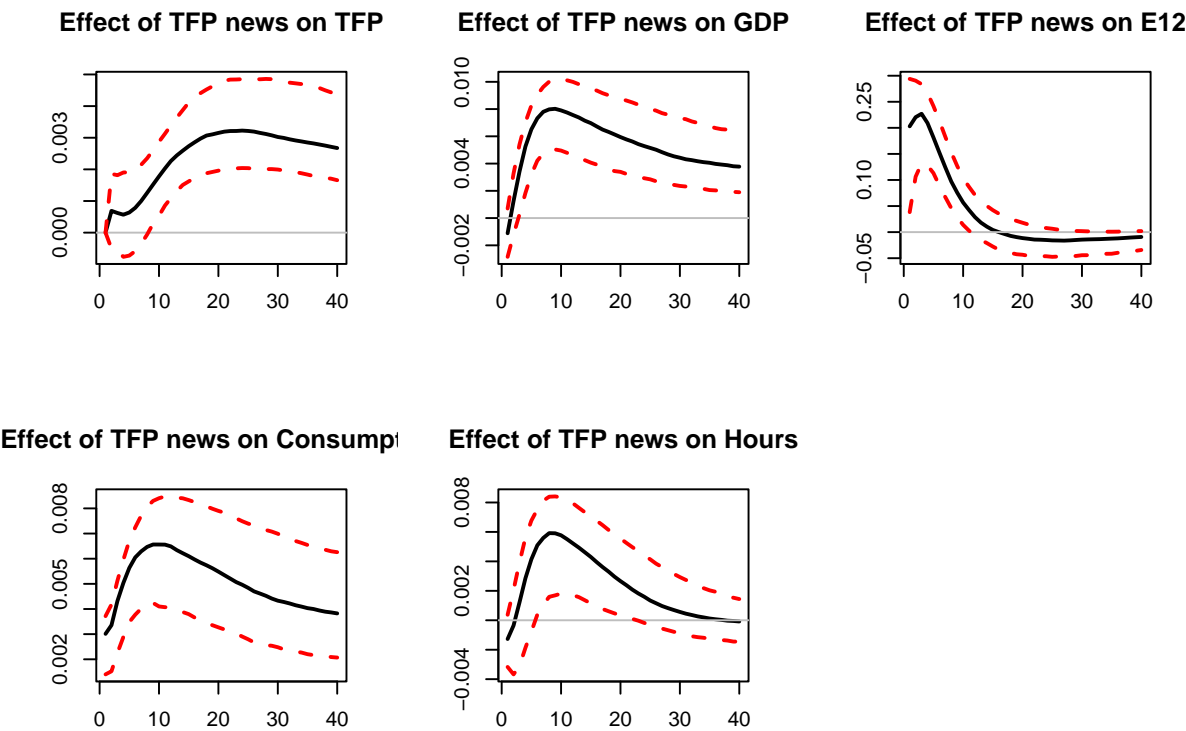 Effect of TFP news on TFP
0.003
0.000
0 10 20 30 40
Effect of TFP news on GDP
0.010
0.004
−0.002
0 10 20 30 40
Effect of TFP news on E12
0.25
0.10
−0.05
0 10 20 30 40
Effect of TFP news on Consumpt
0.008
0.005
0.002
0 10 20 30 40
Effect of TFP news on Hours
0.008
0.002
−0.004
0 10 20 30 40